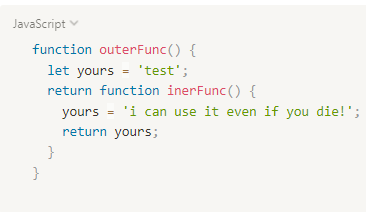 JavaScript
function outerFunc() {
  let yours = 'test';
  return function inerFunc() {
    yours = 'i can use it even if you die!';
    return yours;
  }
}